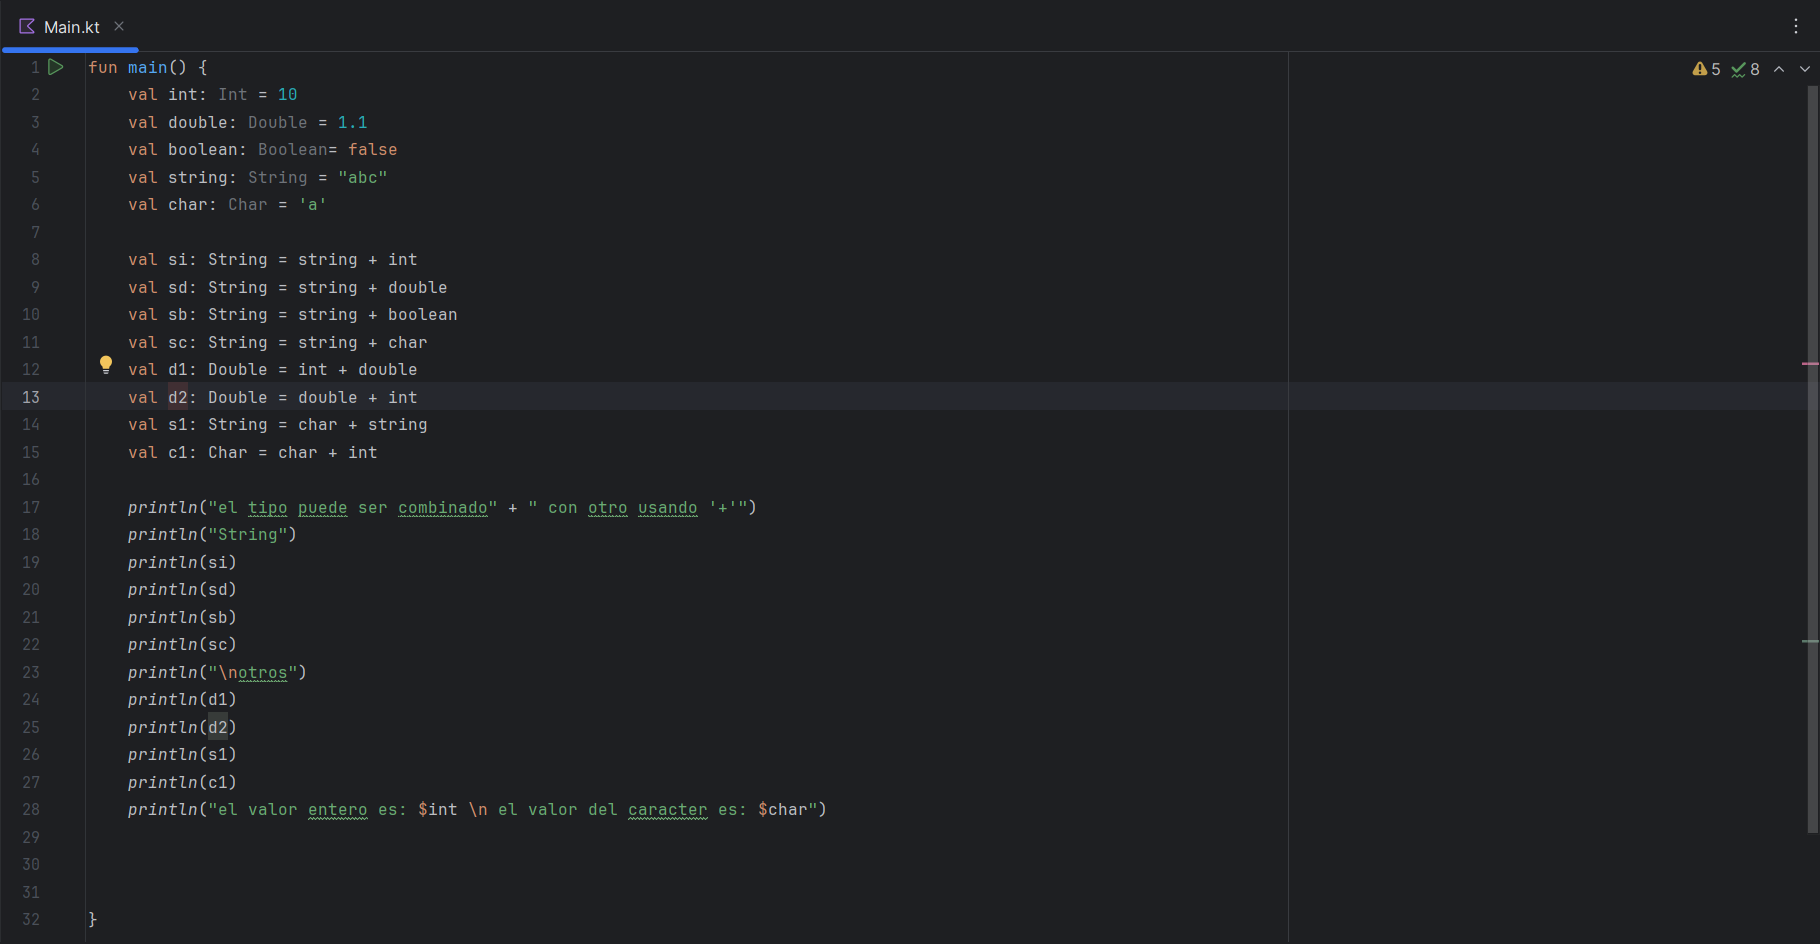 Main.kt
5 8
1 fun main() {
2 val int: Int = 10
3 val double: Double = 1.1
4 val boolean: Boolean= false
5 val string: String = "abc"
6 val char: Char = 'a'
7
8 val si: String = string + int
9 val sd: String = string + double
10 val sb: String = string + boolean
11 val sc: String = string + char
12 val d1: Double = int + double
13 val d2: Double = double + int
14 val s1: String = char + string
15 val c1: Char = char + int
16
17 println("el tipo puede ser combinado" + " con otro usando '+'")
18 println("String")
19 println(si)
20 println(sd)
21 println(sb)
22 println(sc)
23 println("\notros")
24 println(d1)
25 println(d2)
26 println(s1)
27 println(c1)
28 println("el valor entero es: $int \n el valor del caracter es: $char")
29
30
31
32 }